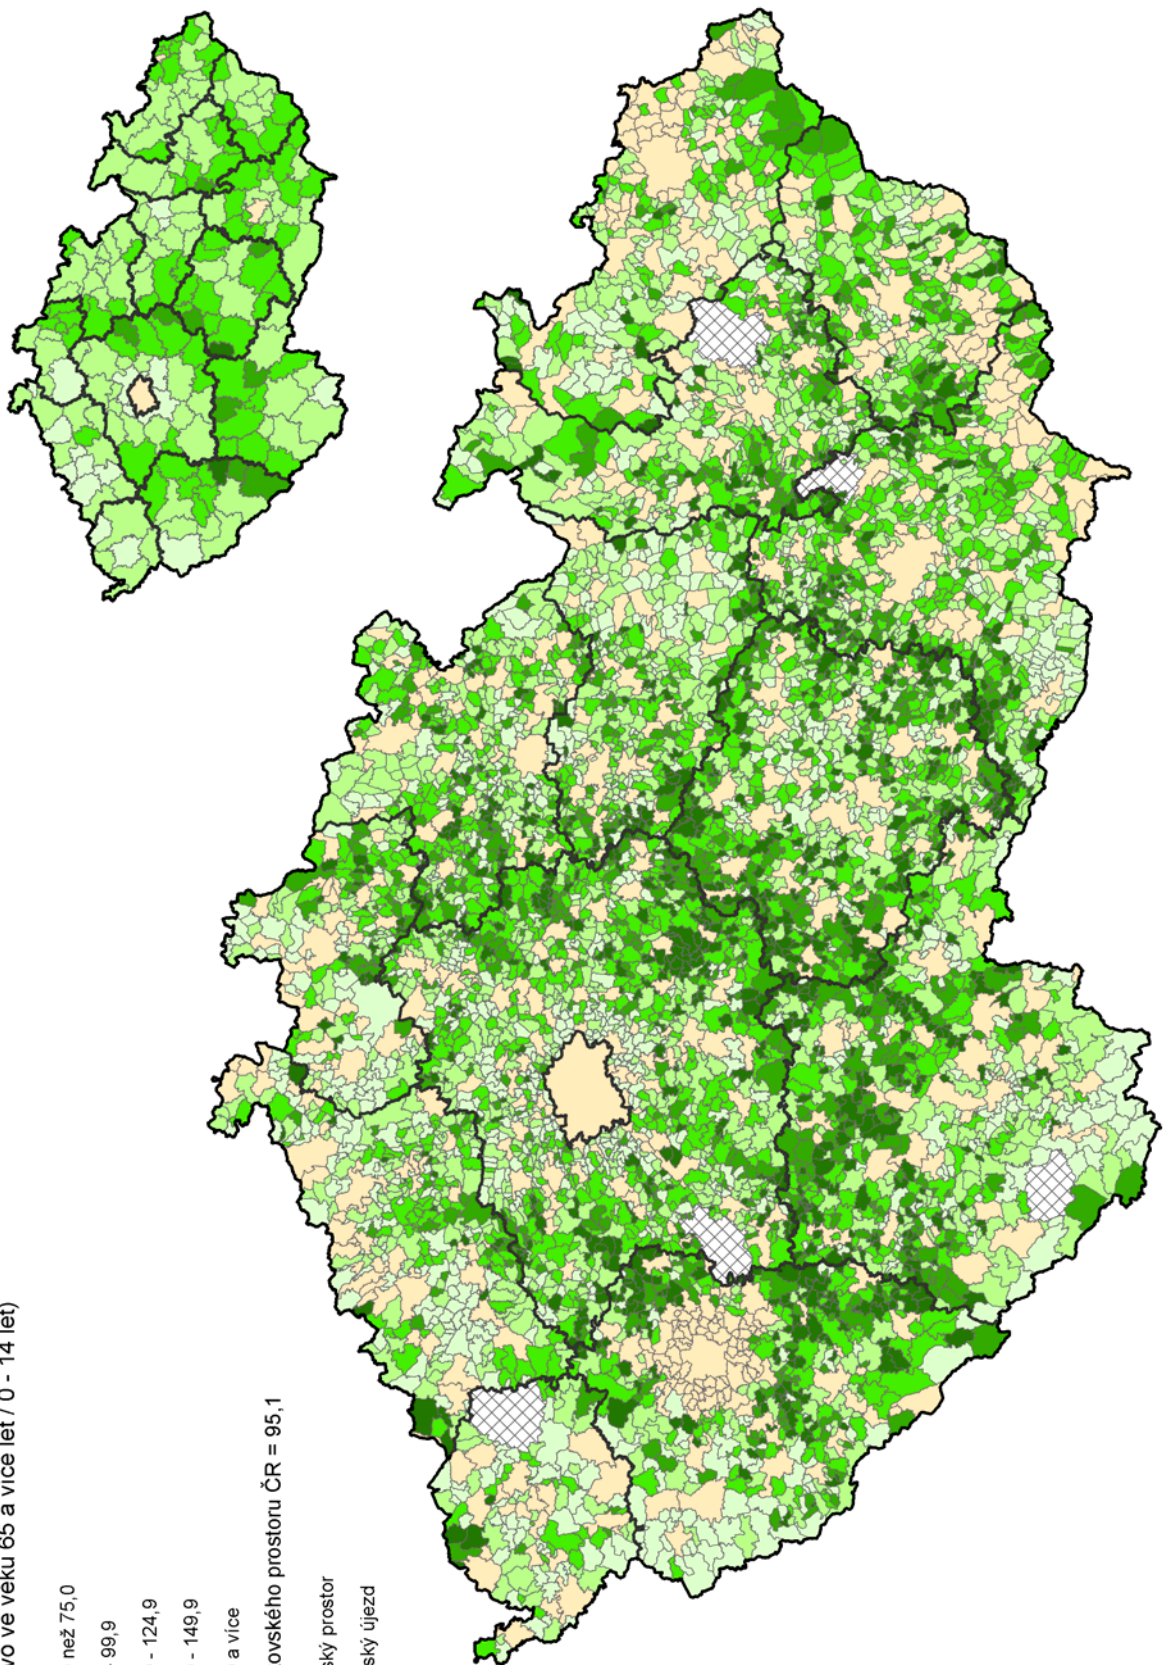 vo ve věku 65 a více let / 0 - 14 let)
než 75,0
99,9
- 124,9
- 149,9
a více
kovského prostoru ČR = 95,1
ský prostor
ský újezd